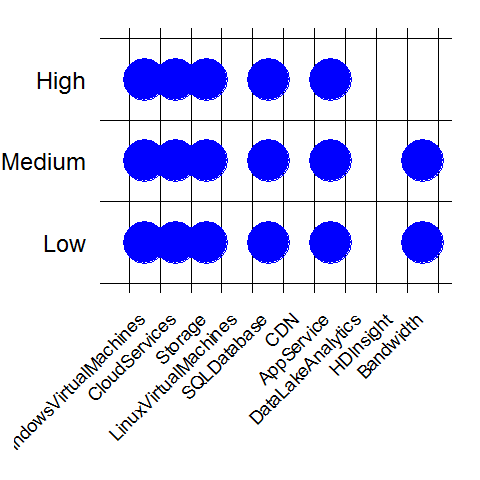 High
Medium
Low
ndowsVirtualMachines
CloudServices
Storage
LinuxVirtualMachines
SQLDatabase
CDN
AppService
DataLakeAnalytics
HDInsight
Bandwidth